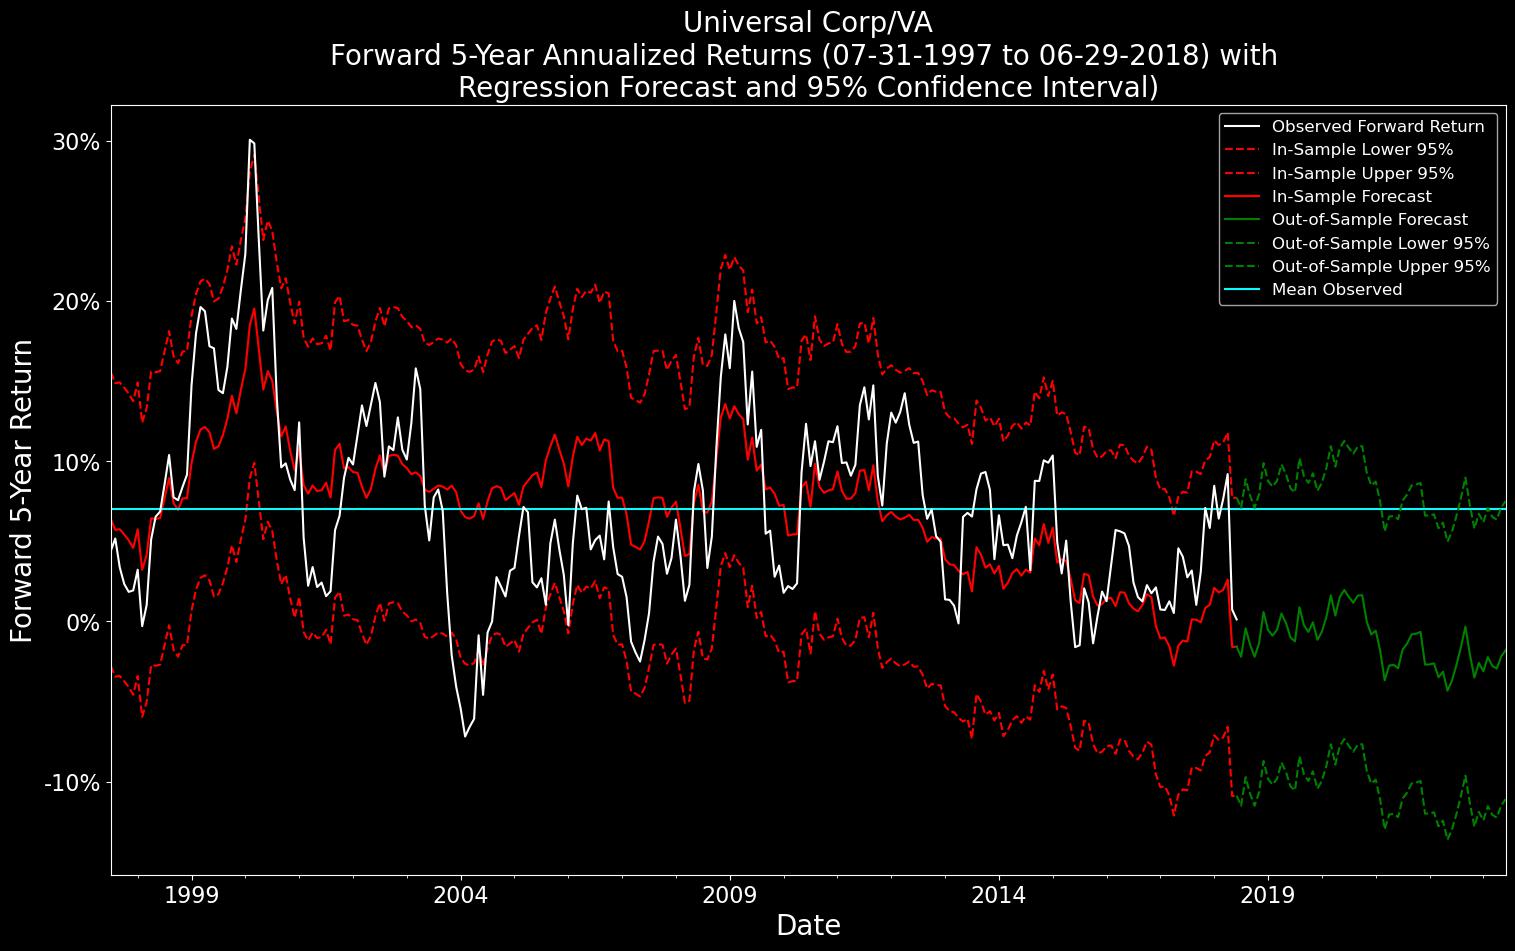 Universal Corp/VA
Forward 5-Year Annualized Returns (07-31-1997 to 06-29-2018) with
Regression Forecast and 95% Confidence Interval)
Forward 5-Year Return
30%
20%
10%
0%
-10%
Observed Forward Return
In-Sample Lower 95%
In-Sample Upper 95%
In-Sample Forecast
Out-of-Sample Forecast
Out-of-Sample Lower 95%
Out-of-Sample Upper 95%
Mean Observed
1999 2004 2009 2014 2019
Date